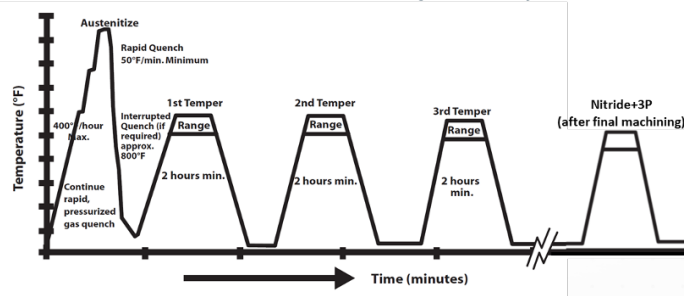 Austenitize
Rapid Quench
50°F/min. Minimum
Temperature (°F)
400°F/hour
Max.
Interrupted
Quench (if
required)
approx.
800°F
Continue
rapid,
pressurized
gas quench
1st Temper
Range
2 hours min.
2nd Temper
Range
2 hours min.
3rd Temper
Range
2 hours
min.
Nitride+3P
(after final machining)
Time (minutes)